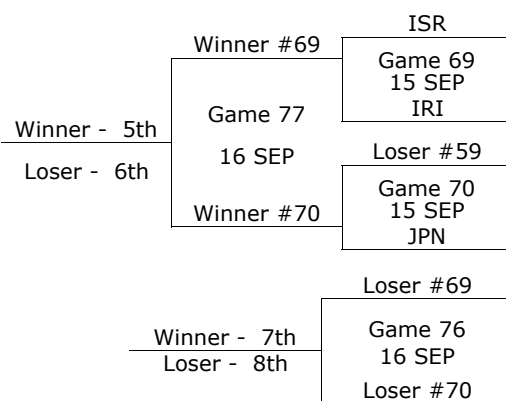 ISR
Winner #69
Game 69
15 SEP
IRI
Game 77
Winner - 5th
16 SEP
Loser - 6th
Loser #59
Game 70
15 SEP
Winner #70
JPN
Loser #69
Winner - 7th
Game 76
Loser - 8th
16 SEP
Loser #70